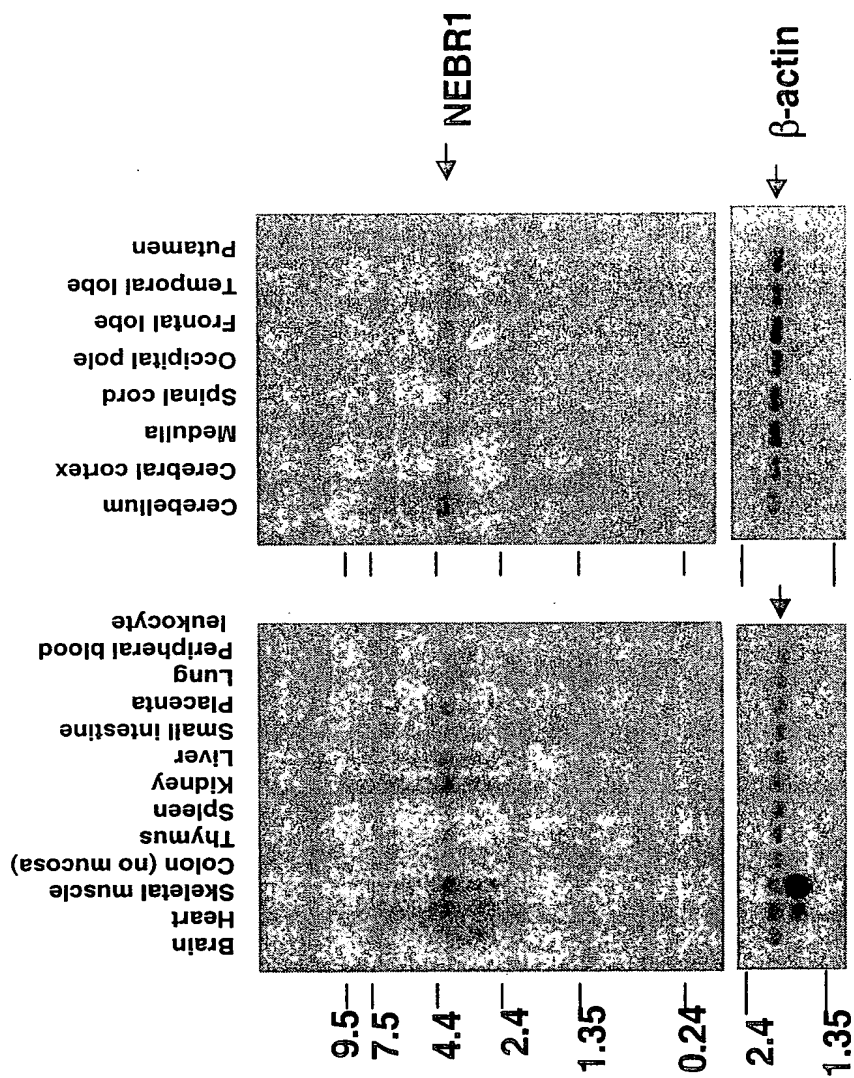 Brain
Heart
Skeletal muscle
Colon (no mucosa)
Thymus
Spleen
Kidney
Liver
Small intestine
Placenta
Lung
Peripheral blood
leukocyte
Cerebellum
Cerebral cortex
Medulla
Spinal cord
Occipital pole
Frontal lobe
Temporal lobe
Putamen
9.5
7.5
4.4
2.4
1.35
0.24
NEBR1
2.4
1.35
β-actin